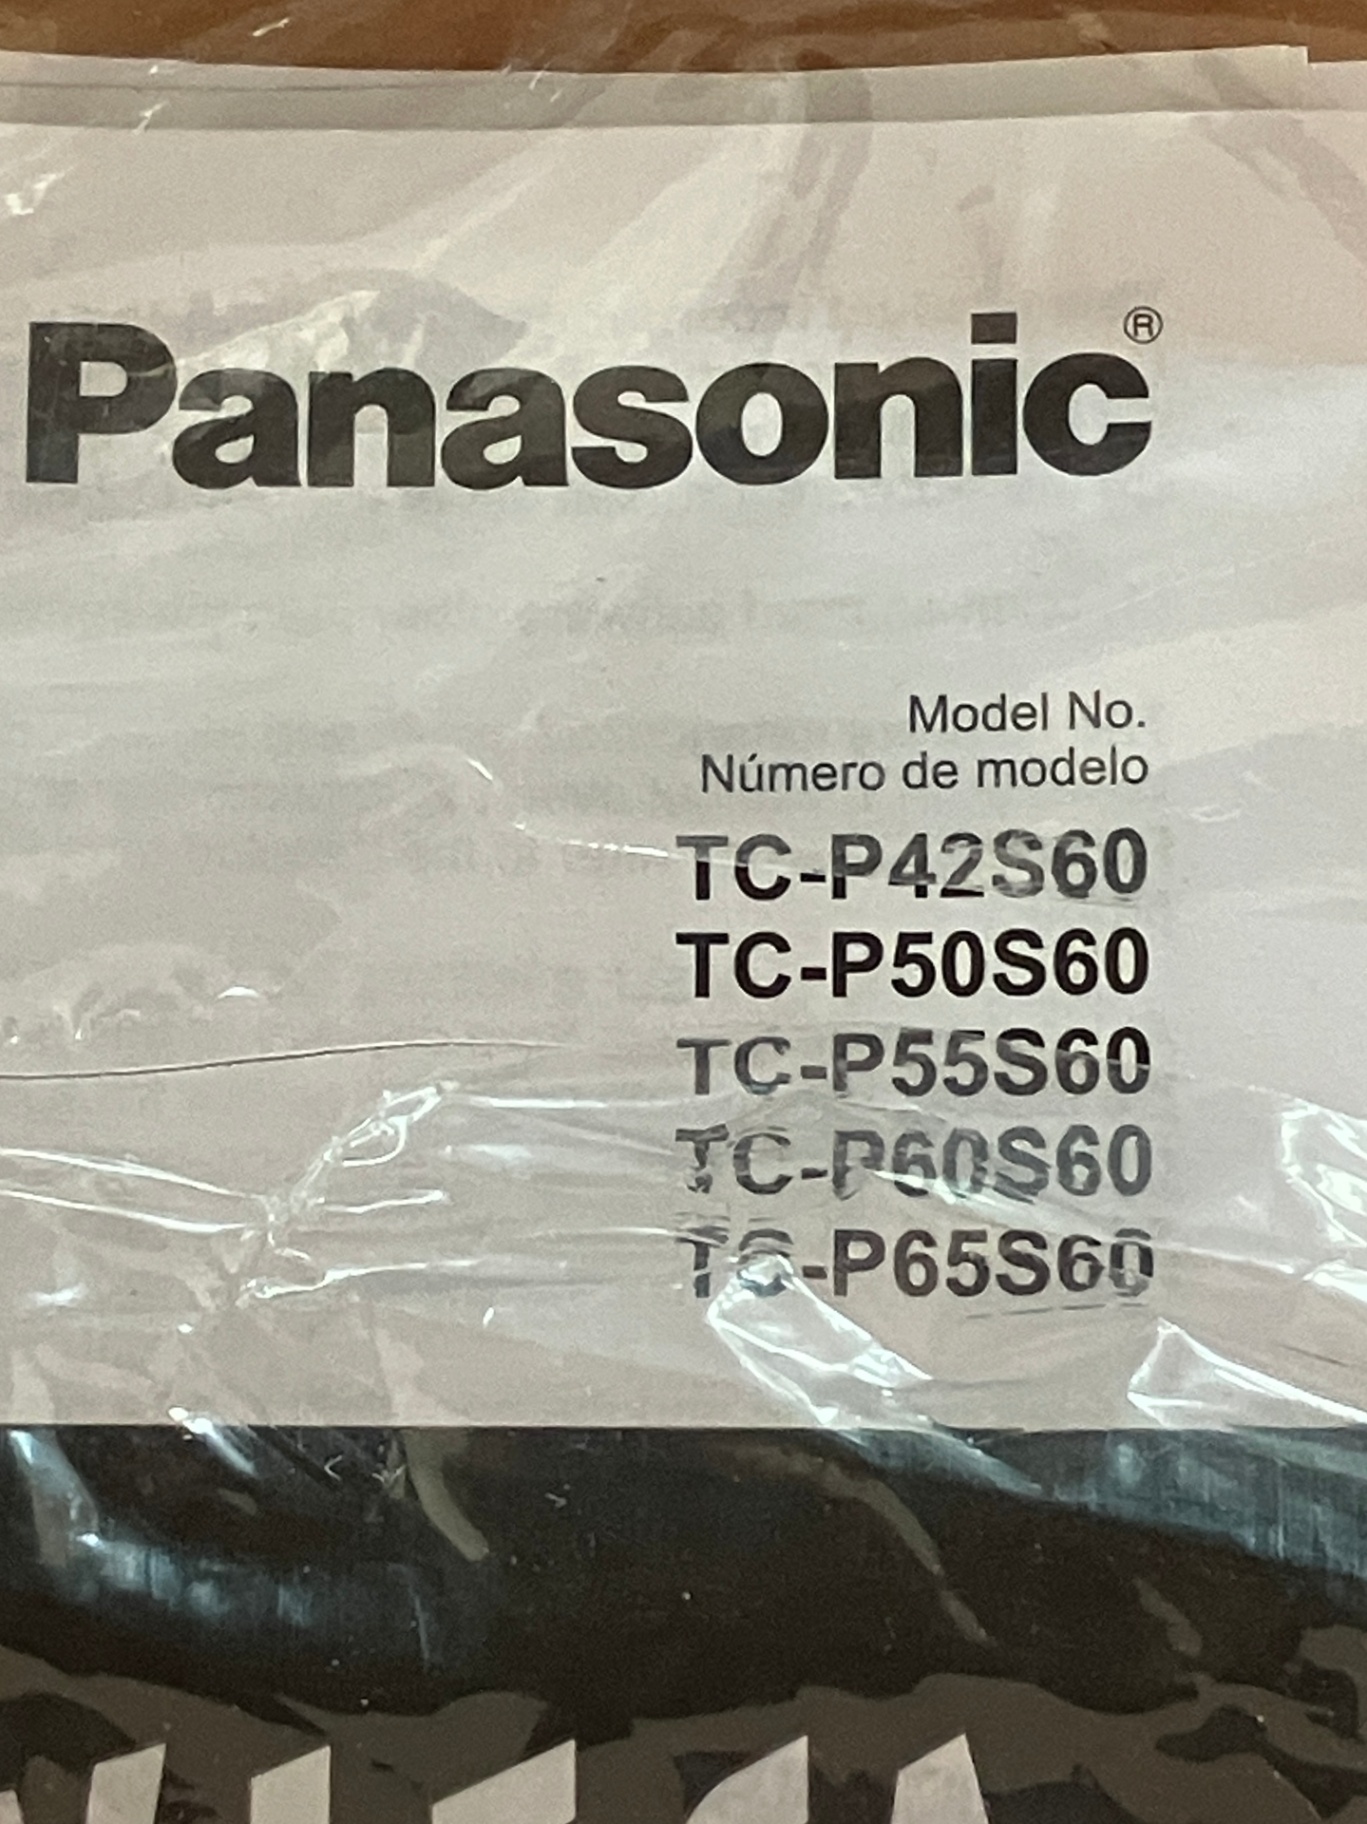 Panasonic®
Model No.
Número de modelo
TC-P42S60
TC-P50S60
TC-P55S60
TC-P60S60
TC-P65S60